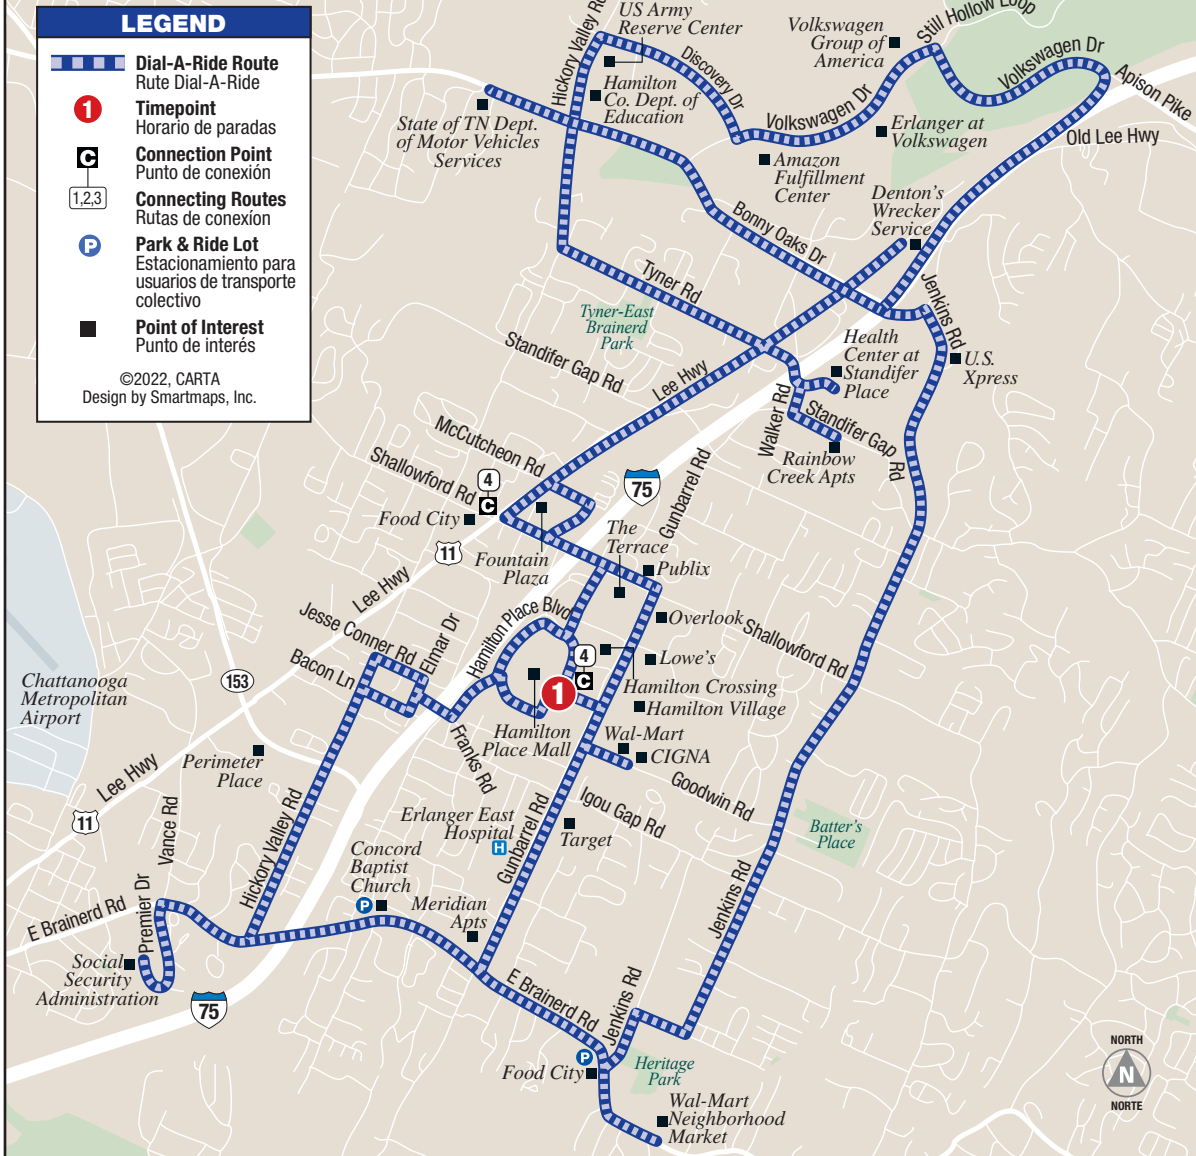 LEGEND
Dial-A-Ride Route
Rute Dial-A-Ride
1
Timepoint
Horario de paradas
C
Connection Point
Punto de conexión
1,2,3
Connecting Routes
Rutas de conexíon
P
Park & Ride Lot
Estacionamiento para
usuarios de transporte
colectivo
Point of Interest
Punto de interés
©2022, CARTA
Design by Smartmaps, Inc.
Hickory Valley Rd
US Army
Reserve Center
Hamilton
Co. Dept. of
Education
Discovery Dr
Volkswagen
Group of
America
Still Hollow Loop
Volkswagen Dr
Volkswagen Dr
Apison Pike
Old Lee Hwy
Erlanger at
Volkswagen
State of TN Dept.
of Motor Vehicles
Services
Amazon
Fulfillment
Center
Denton's
Wrecker
Service
Bonny Oaks Dr
Tyner Rd
Jenkins Rd
Tyner-East
Brainerd
Park
Health
Center at
Standifer
Place
U.S.
Xpress
Standifer Gap Rd
Lee Hwy
Walker Rd
Standifer Gap
Rd
Rainbow
Creek Apts
McCutcheon Rd
Shallowford Rd
4
C
Food City
75
Gunbarrel Rd
11
Fountain
Plaza
The
Terrace
Publix
Lee Hwy
Overlook
Shallowford Rd
Hamilton Place Blvd
Jesse Conner Rd
Elmar Dr
Bacon Ln
4
C
Lowe's
Hamilton Crossing
Hamilton Village
1
153
Chattanooga
Metropolitan
Airport
Hamilton
Place Mall
Franks Rd
Wal-Mart
CIGNA
Goodwin Rd
Perimeter
Place
Lee Hwy
11
Vance Rd
Hickory Valley Rd
Erlanger East
Hospital
H
Gunbarrel Rd
Igou Gap Rd
Target
Batter's
Place
Concord
Baptist
Church
P
Meridian
Apts
Jenkins Rd
E Brainerd Rd
Premier Dr
Social
Security
Administration
75
E Brainerd Rd
Jenkins Rd
P
Food City
Heritage
Park
Wal-Mart
Neighborhood
Market
NORTH
N
NORTE